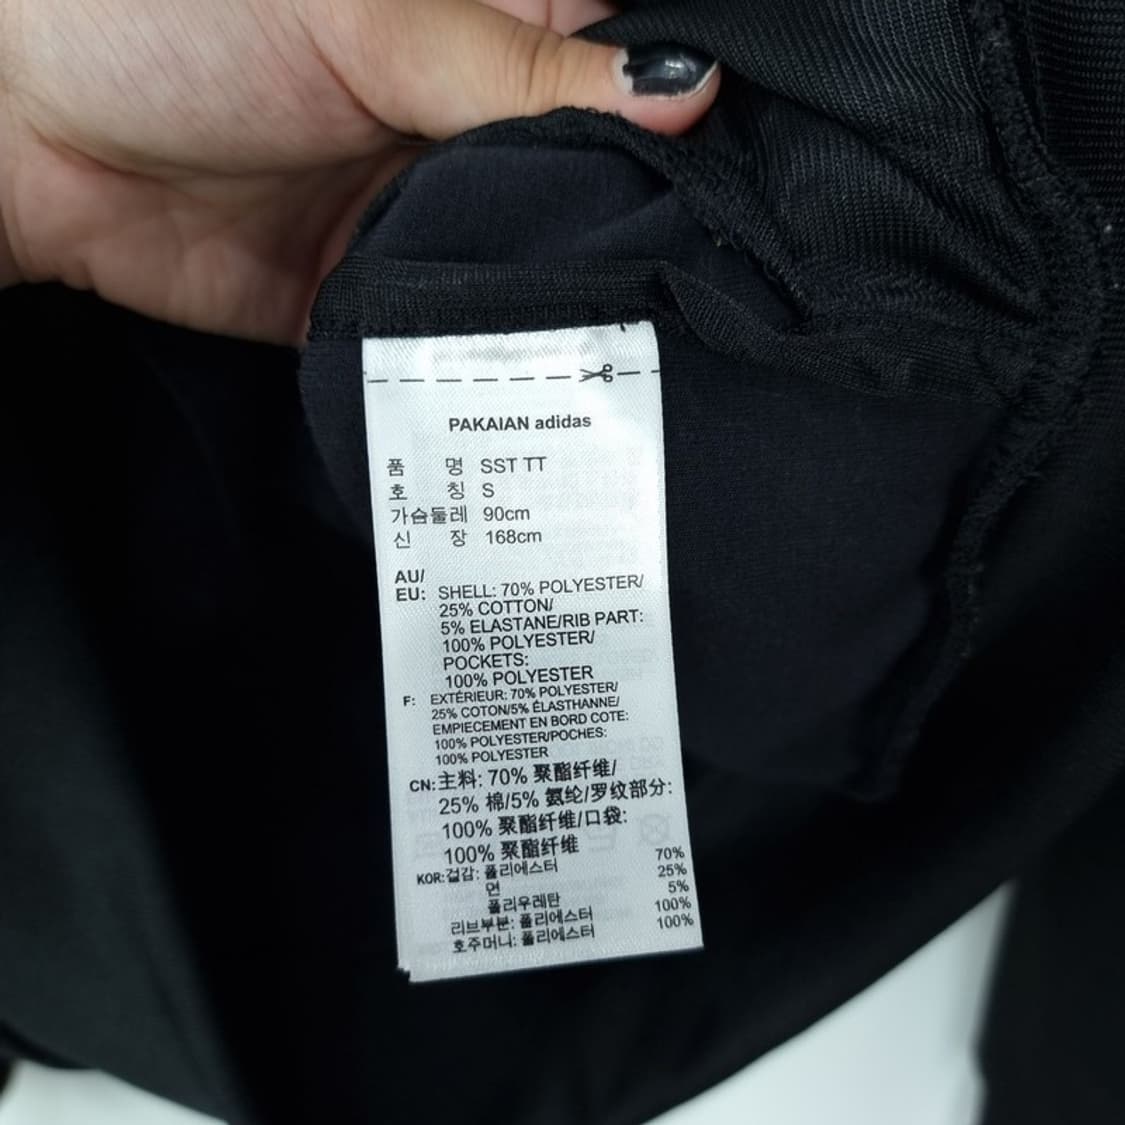 PAKAIAN adidas
품 명 SST TT
호 칭 S
가슴둘레 90cm
신 장 168cm
AU/
EU: SHELL: 70% POLYESTER/
25% COTTON/
5% ELASTANE/RIB PART:
100% POLYESTER/
POCKETS:
100% POLYESTER
F: EXTÉRIEUR: 70% POLYESTER/
25% COTON/5% ÉLASTHANNE/
EMPIECEMENT EN BORD COTE:
100% POLYESTER/POCHES:
100% POLYESTER
CN: 主料: 70% 聚酯纤维/
25% 棉/5% 氨纶/罗纹部分:
100% 聚酯纤维/口袋:
100% 聚酯纤维
KOR: 겉감: 폴리에스터 70%
면 25%
폴리우레탄 5%
리브부분: 폴리에스터 100%
호주머니: 폴리에스터 100%